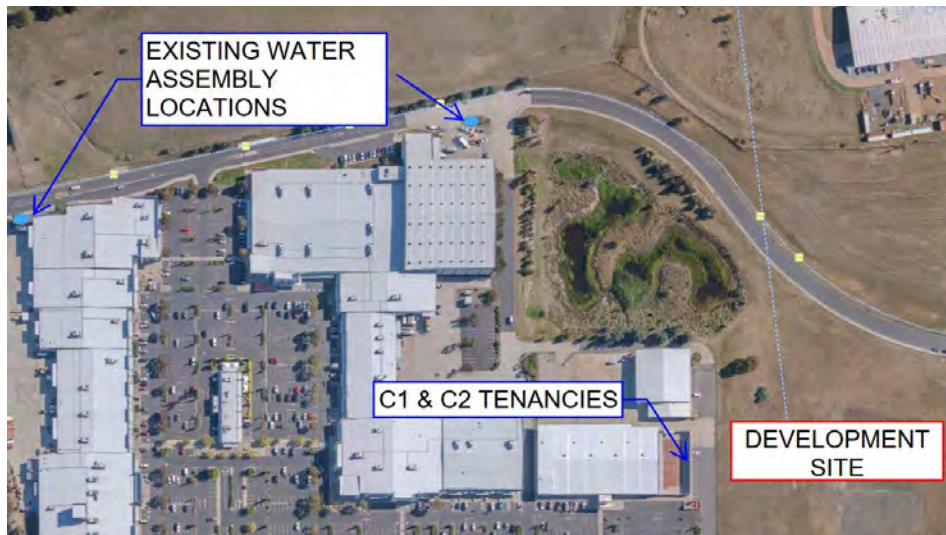 EXISTING WATER
ASSEMBLY
LOCATIONS
C1 & C2 TENANCIES
DEVELOPMENT
SITE